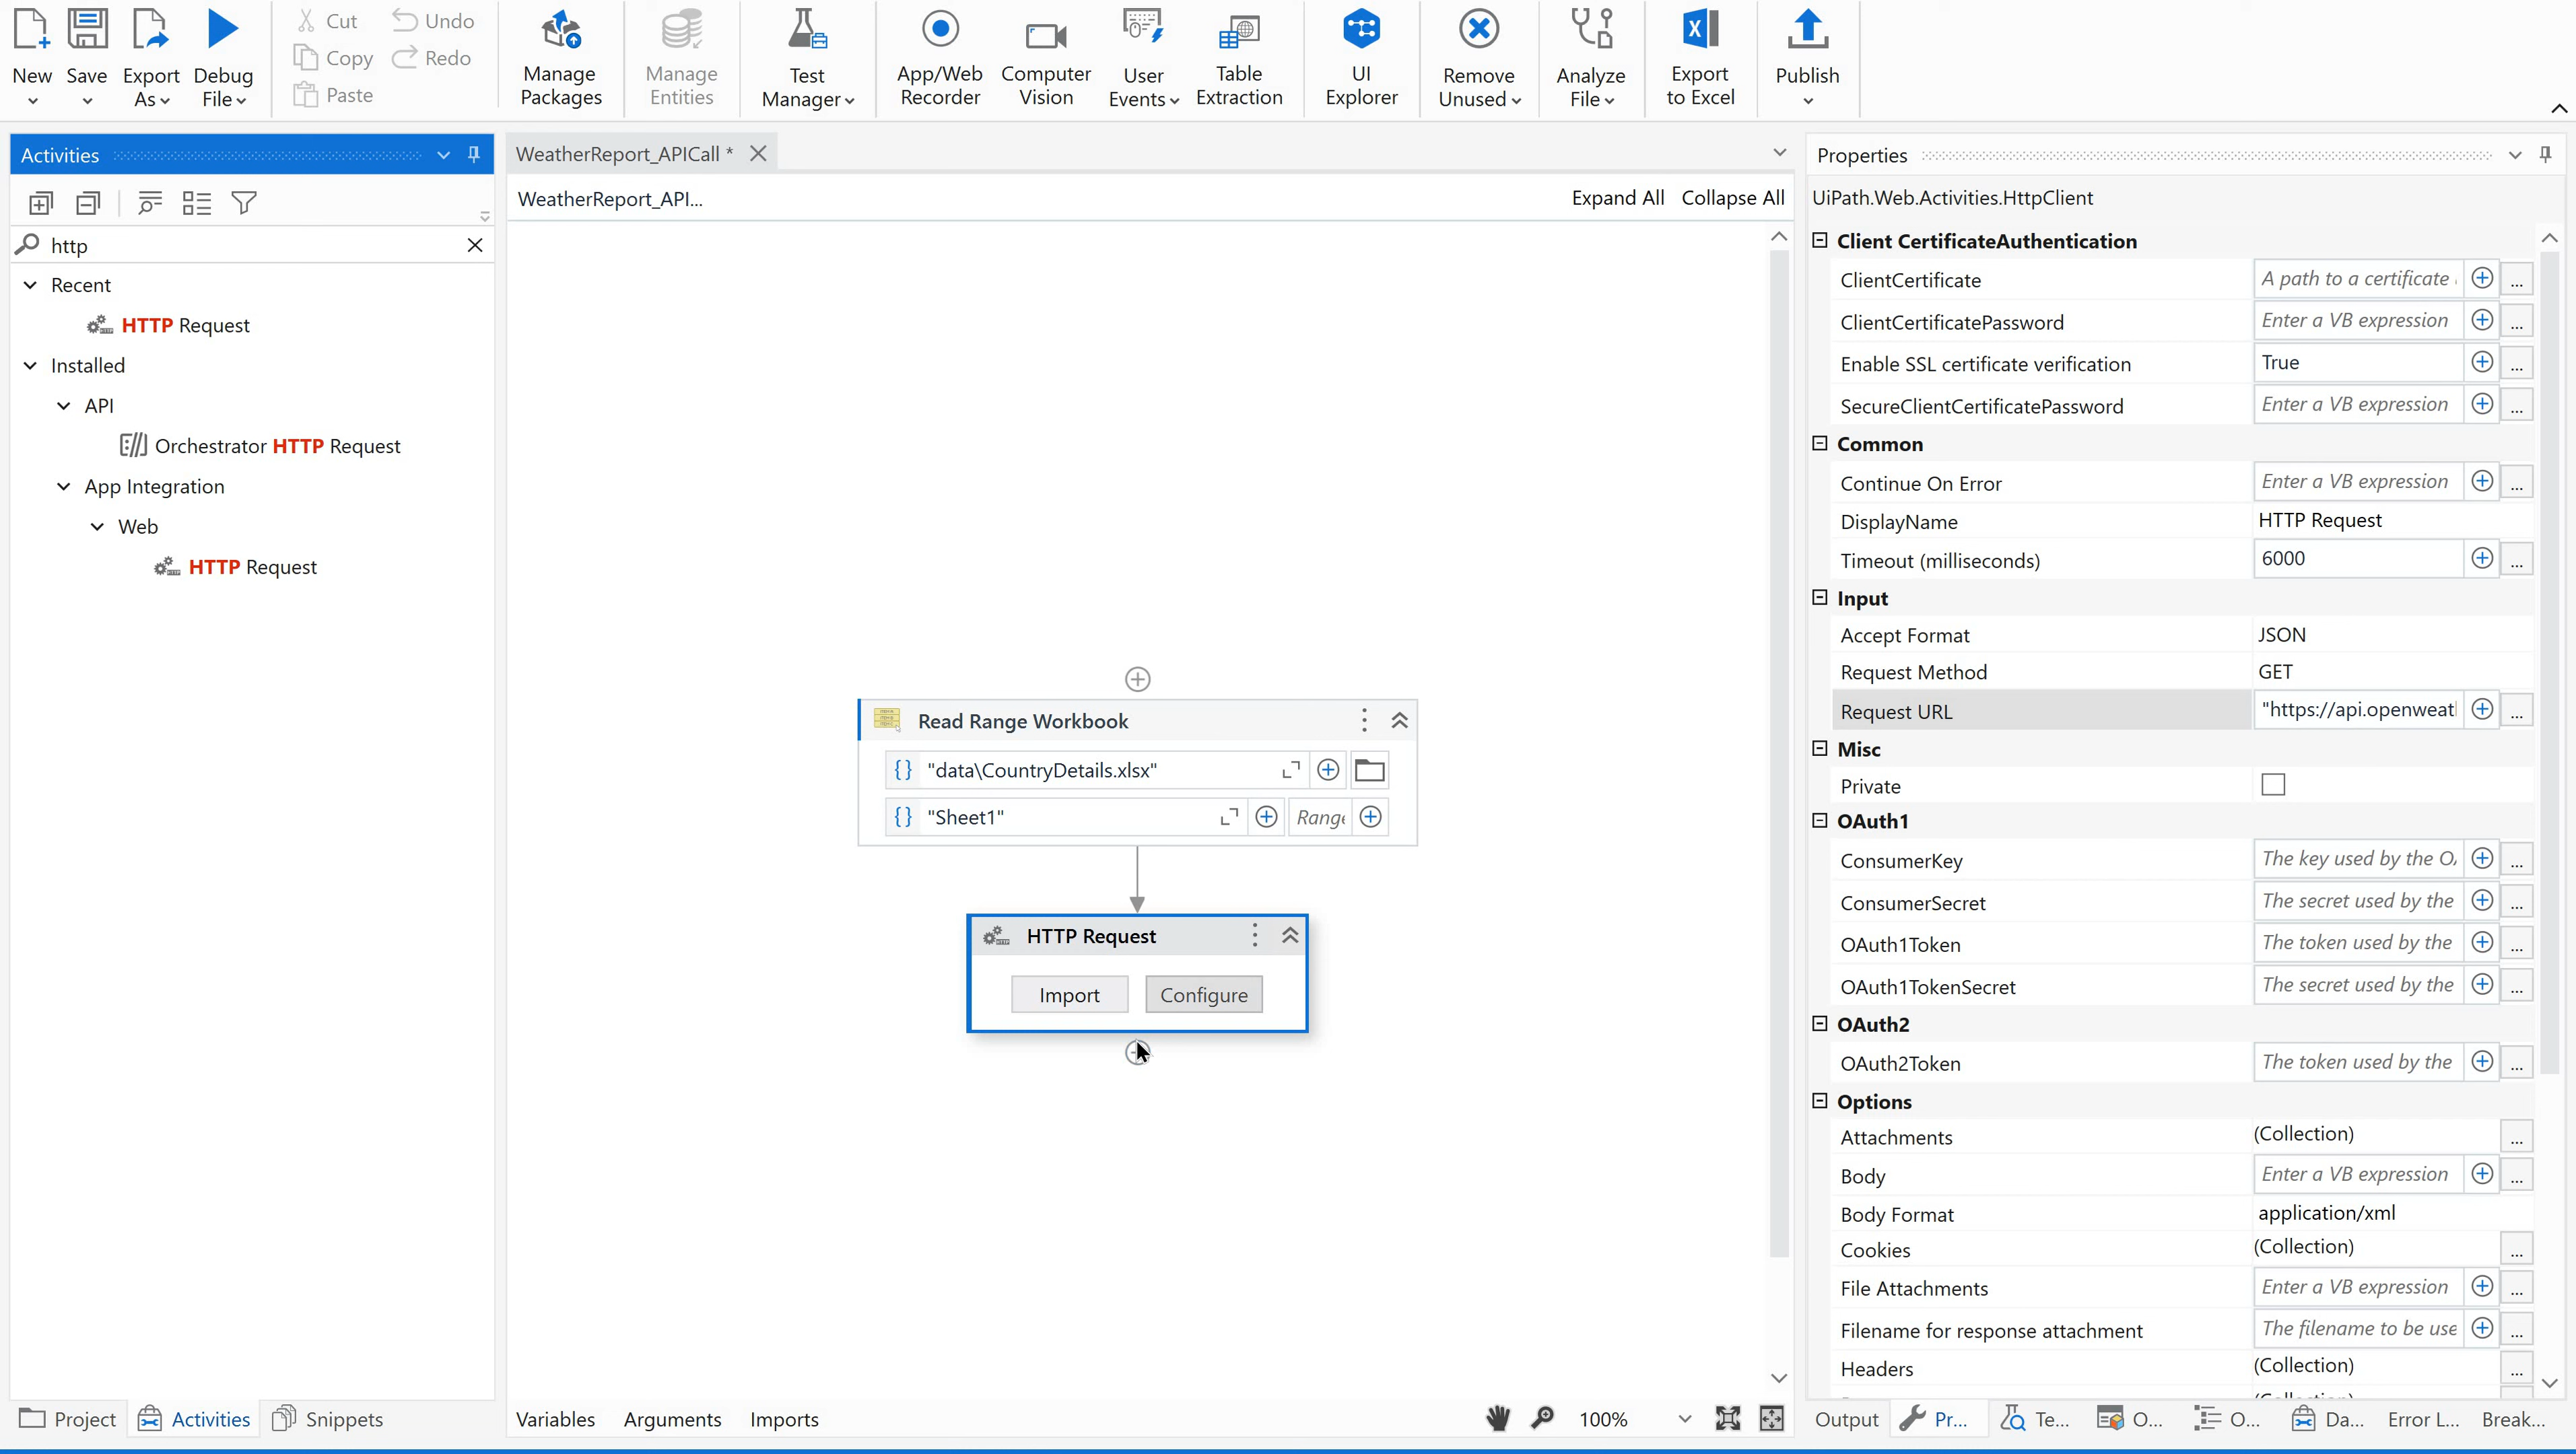 New
Save
Export As
Debug File
Cut
Copy
Paste
Undo
Redo
Manage Packages
Manage Entities
Test Manager
App/Web Recorder
Computer Vision
User Events
Table Extraction
UI Explorer
Remove Unused
Analyze File
Export to Excel
Publish
Activities
http
Recent
HTTP Request
Installed
API
Orchestrator HTTP Request
App Integration
Web
HTTP Request
Project
Activities
Snippets
WeatherReport_APICall *
WeatherReport_API...
Expand All
Collapse All
Read Range Workbook
{} "data\CountryDetails.xlsx"
{} "Sheet1"
Range
HTTP Request
Import
Configure
Variables
Arguments
Imports
100%
Properties
UiPath.Web.Activities.HttpClient
Client CertificateAuthentication
ClientCertificate A path to a certificate ...
ClientCertificatePassword Enter a VB expression ...
Enable SSL certificate verification True ...
SecureClientCertificatePassword Enter a VB expression ...
Common
Continue On Error Enter a VB expression ...
DisplayName HTTP Request
Timeout (milliseconds) 6000 ...
Input
Accept Format JSON
Request Method GET
Request URL "https://api.openweat ...
Misc
Private
OAuth1
ConsumerKey The key used by the O ...
ConsumerSecret The secret used by the ...
OAuth1Token The token used by the ...
OAuth1TokenSecret The secret used by the ...
OAuth2
OAuth2Token The token used by the ...
Options
Attachments (Collection) ...
Body Enter a VB expression ...
Body Format application/xml
Cookies (Collection) ...
File Attachments Enter a VB expression ...
Filename for response attachment The filename to be use ...
Headers (Collection) ...
Output
Pr...
Te...
O...
O...
Da...
Error L...
Break...